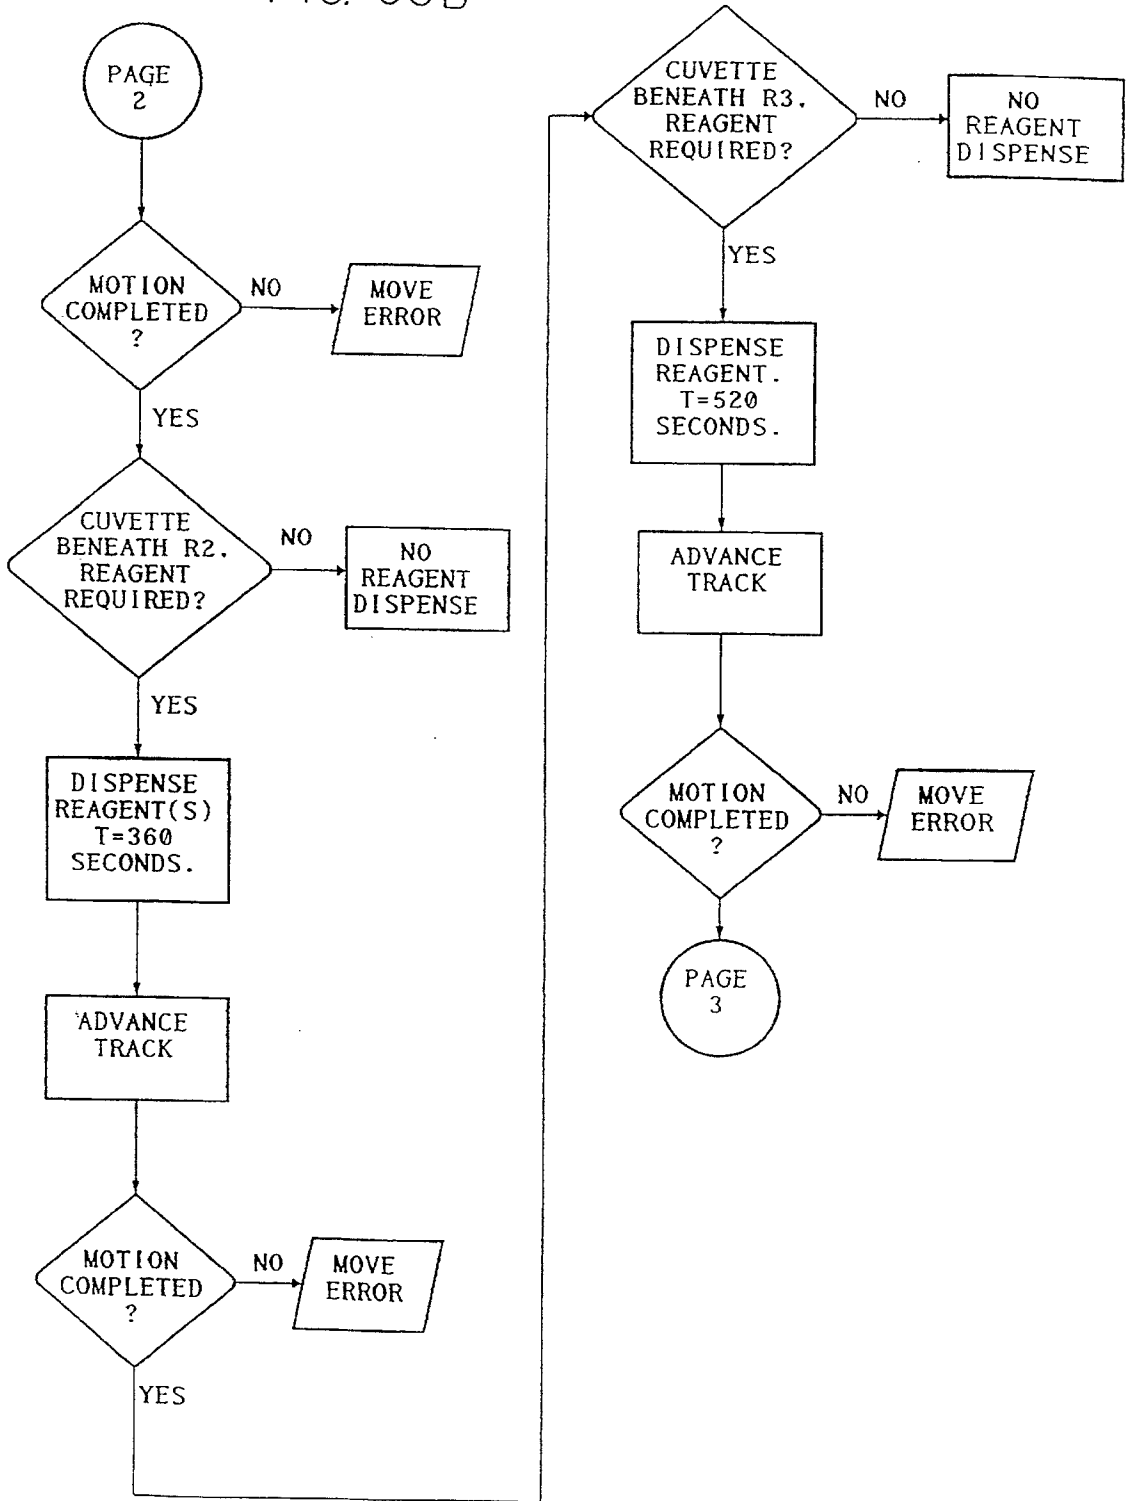 PAGE
2
MOTION
COMPLETED
?
NO
MOVE
ERROR
YES
CUVETTE
BENEATH R2.
REAGENT
REQUIRED?
NO
NO
REAGENT
DISPENSE
YES
DISPENSE
REAGENT(S)
T=360
SECONDS.
ADVANCE
TRACK
MOTION
COMPLETED
?
NO
MOVE
ERROR
YES
CUVETTE
BENEATH R3.
REAGENT
REQUIRED?
NO
NO
REAGENT
DISPENSE
YES
DISPENSE
REAGENT.
T=520
SECONDS.
ADVANCE
TRACK
MOTION
COMPLETED
?
NO
MOVE
ERROR
PAGE
3